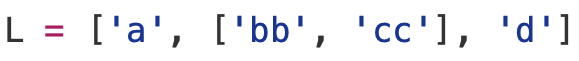 L = ['a', ['bb', 'cc'], 'd']